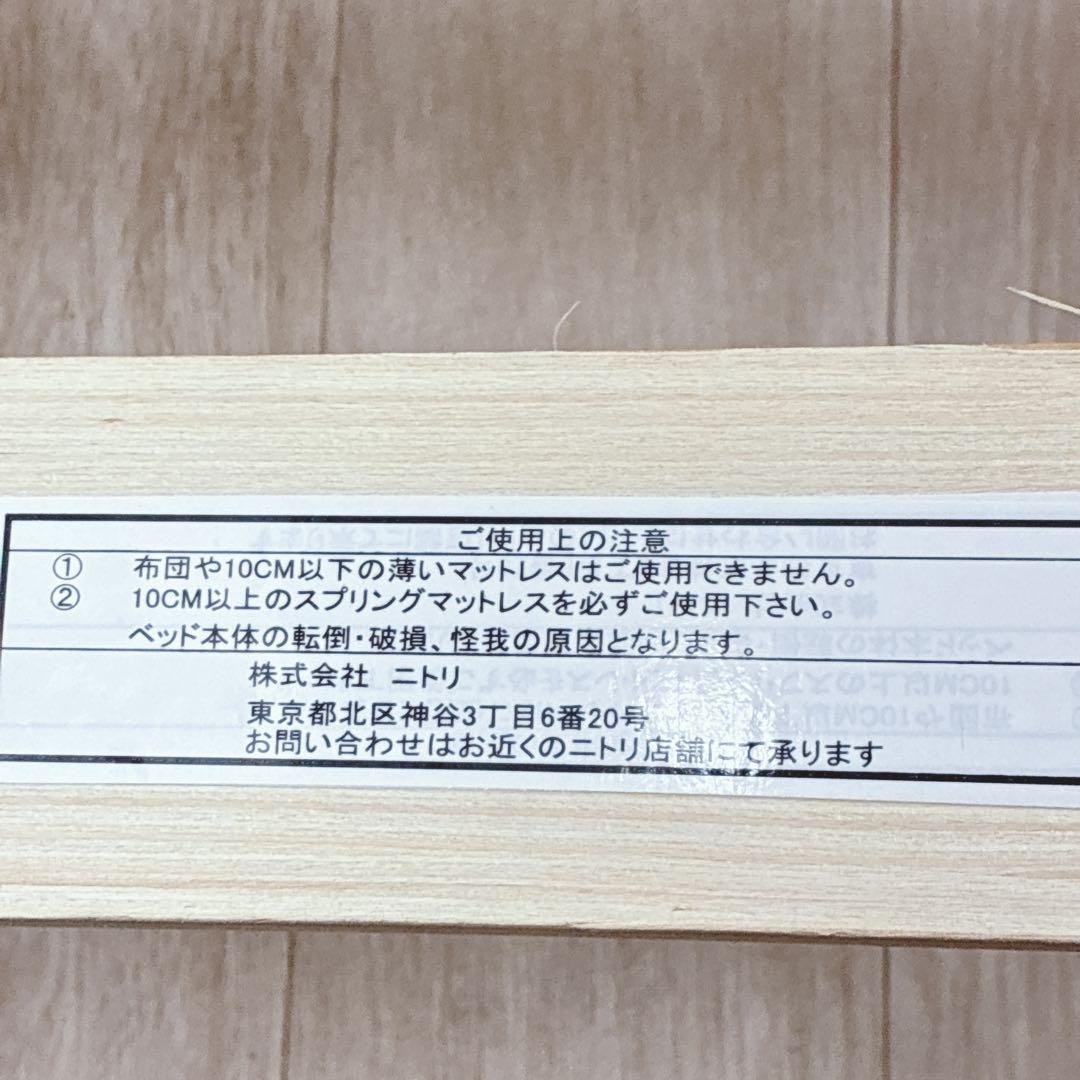 ご使用上の注意
① 布団や10CM以下の薄いマットレスはご使用できません。
② 10CM以上のスプリングマットレスを必ずご使用下さい。
ベッド本体の転倒・破損、怪我の原因となります。
株式会社 ニトリ
東京都北区神谷3丁目6番20号
お問い合わせはお近くのニトリ店舗にて承ります